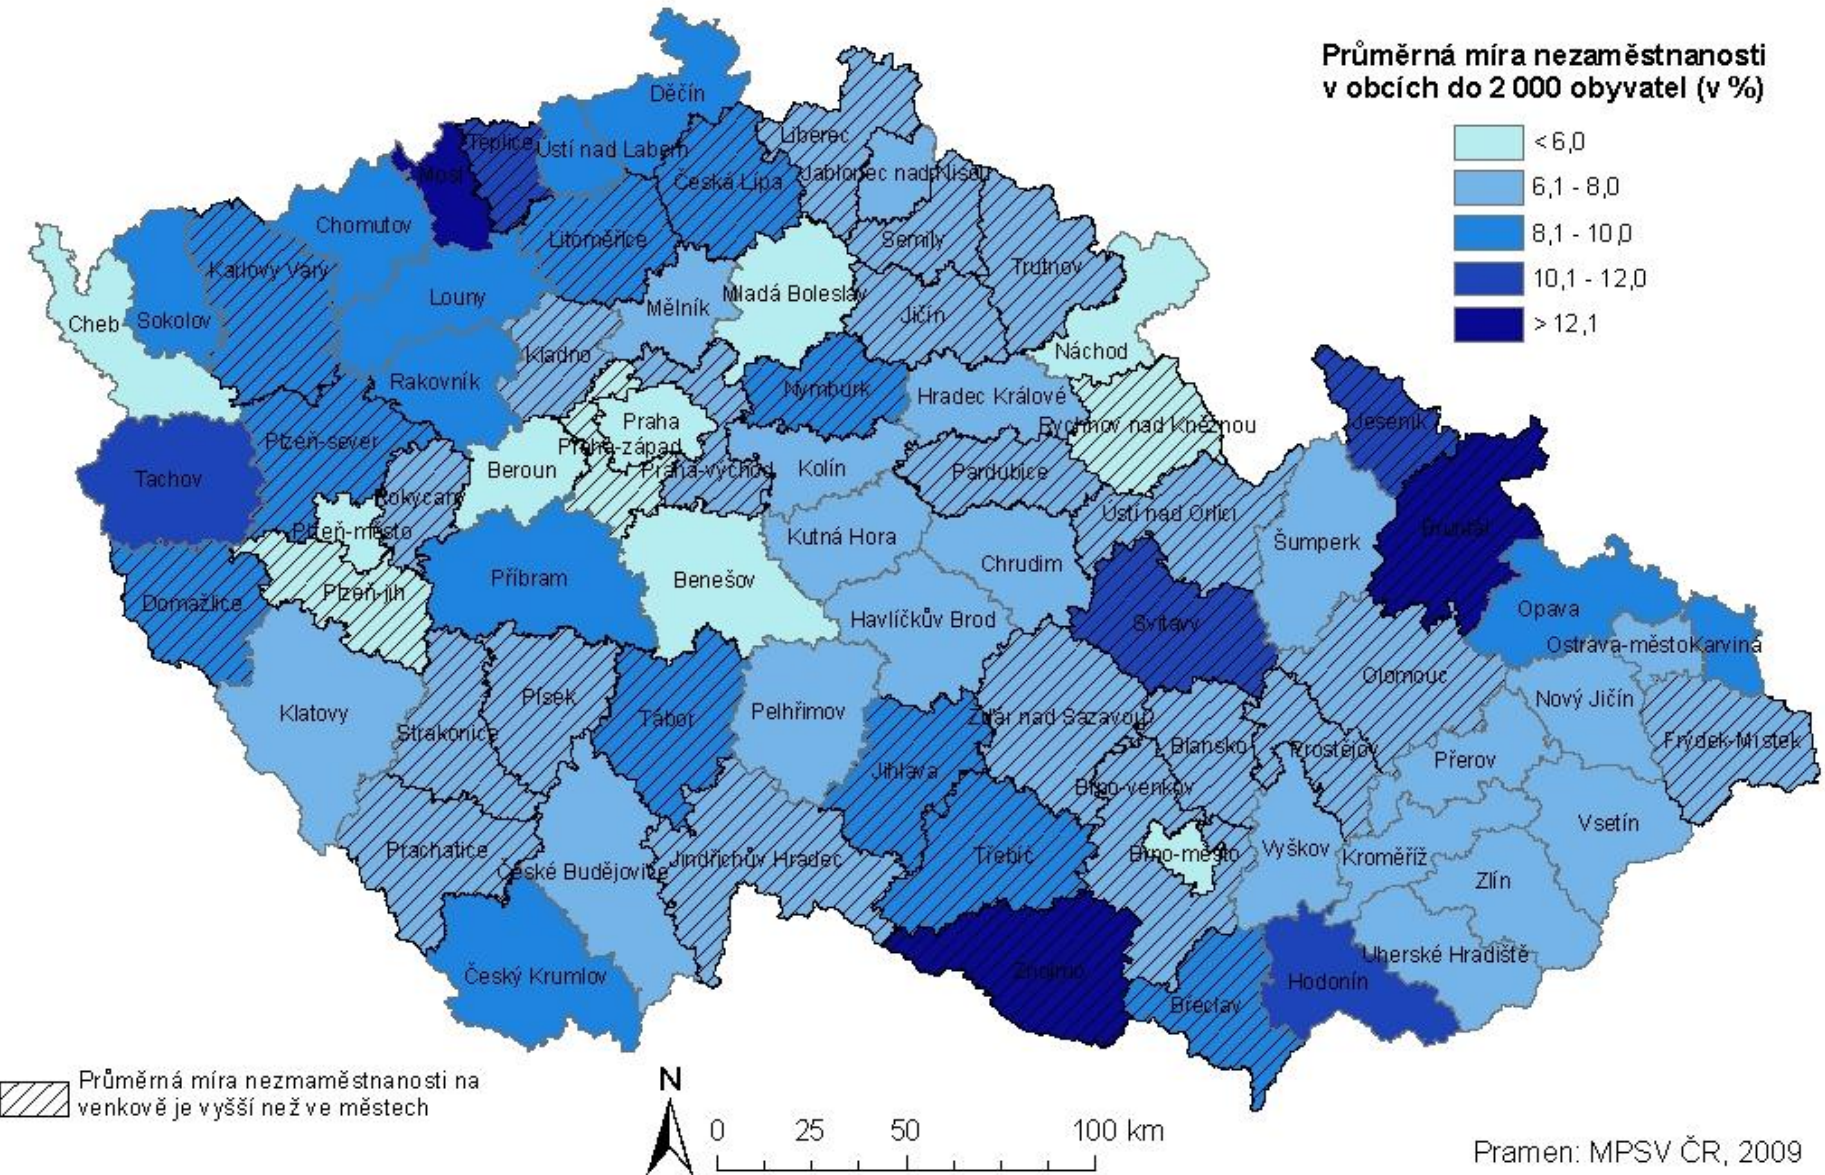 Průměrná míra nezaměstnanosti
v obcích do 2 000 obyvatel (v %)
< 6,0
6,1 - 8,0
8,1 - 10,0
10,1 - 12,0
> 12,1
Děčín
Liberec
Teplice
Ústí nad Labem
Most
Česká Lípa
Jablonec nad Nisou
Chomutov
Litoměřice
Semily
Karlovy Vary
Trutnov
Louny
Mladá Boleslav
Mělník
Jičín
Cheb
Sokolov
Kladno
Náchod
Rakovník
Nymburk
Hradec Králové
Praha
Rychnov nad Kněžnou
Jeseník
Plzeň-sever
Praha-západ
Beroun
Praha-východ
Kolín
Pardubice
Tachov
Rokycany
Ústí nad Orlicí
Plzeň-město
Kutná Hora
Šumperk
Bruntál
Chrudim
Příbram
Benešov
Domažlice
Plzeň-jih
Opava
Havlíčkův Brod
Svitavy
Ostrava-město
Karviná
Olomouc
Klatovy
Písek
Nový Jičín
Strakonice
Tábor
Pelhřimov
Žďár nad Sázavou
Blansko
Prostějov
Frýdek-Místek
Jihlava
Přerov
Brno-venkov
Vsetín
Prachatice
Jindřichův Hradec
Třebíč
Brno-město
Vyškov
Kroměříž
České Budějovice
Zlín
Uherské Hradiště
Český Krumlov
Znojmo
Hodonín
Břeclav
Průměrná míra nezmaměstnanosti na
venkově je vyšší než ve městech
N
0 25 50 100 km
Pramen: MPSV ČR, 2009